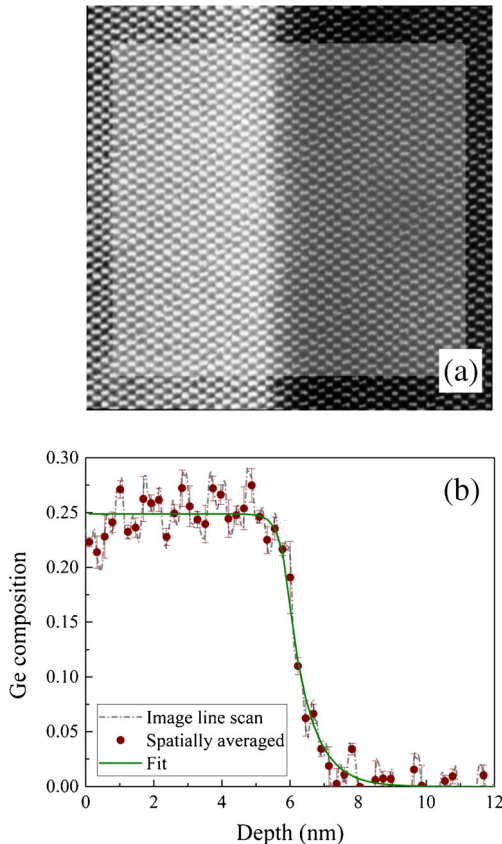 (a)
(b)
0.30
0.25
0.20
0.15
0.10
0.05
0.00
Ge composition
Image line scan
Spatially averaged
Fit
0 2 4 6 8 10 12
Depth (nm)